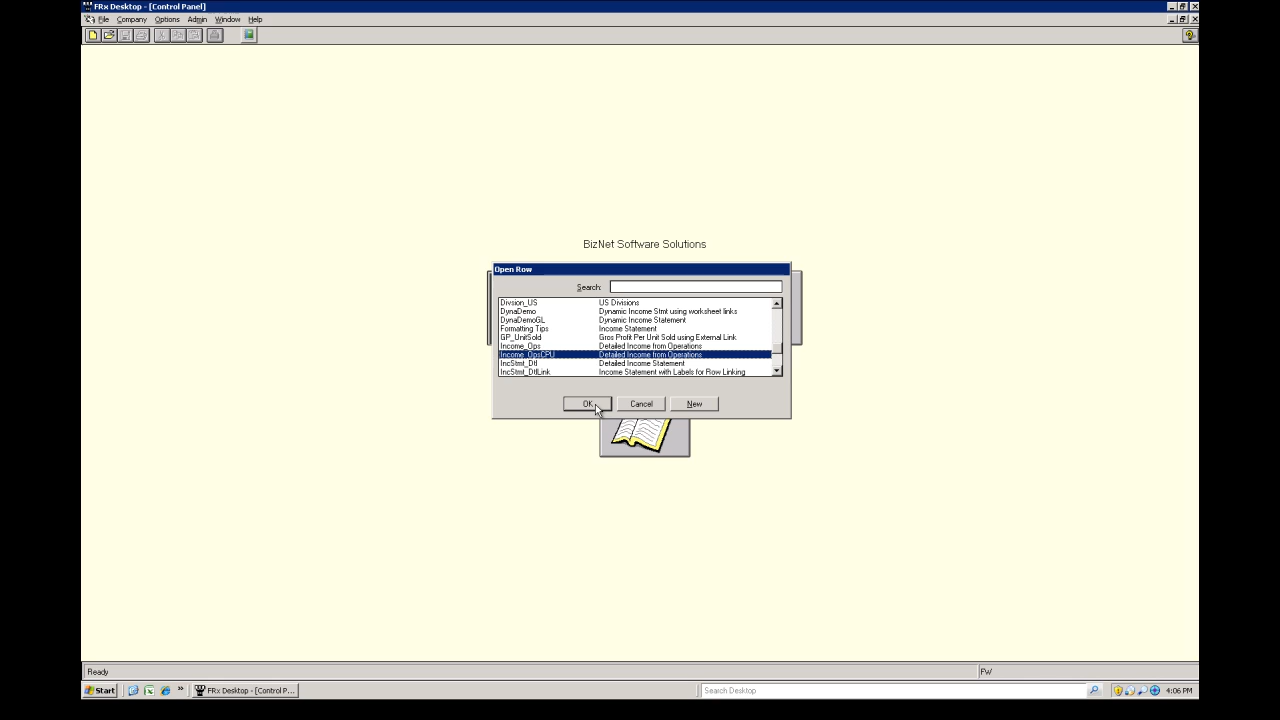 FRx Desktop - [Control Panel]
File Company Options Admin Window Help
BizNet Software Solutions
Open Row
Search:
Divsion_US US Divisions
DynaDemo Dynamic Income Stmt using worksheet links
DynaDemoGL Dynamic Income Statement
Formatting Tips Income Statement
GP_UnitSold Gros Profit Per Unit Sold using External Link
Income_Ops Detailed Income from Operations
Income_OpsCPU Detailed Income from Operations
IncStmt_Dtl Detailed Income Statement
IncStmt_DtlLink Income Statement with Labels for Row Linking
OK Cancel New
Ready FW
Start FRx Desktop - [Control P... Search Desktop 4:06 PM